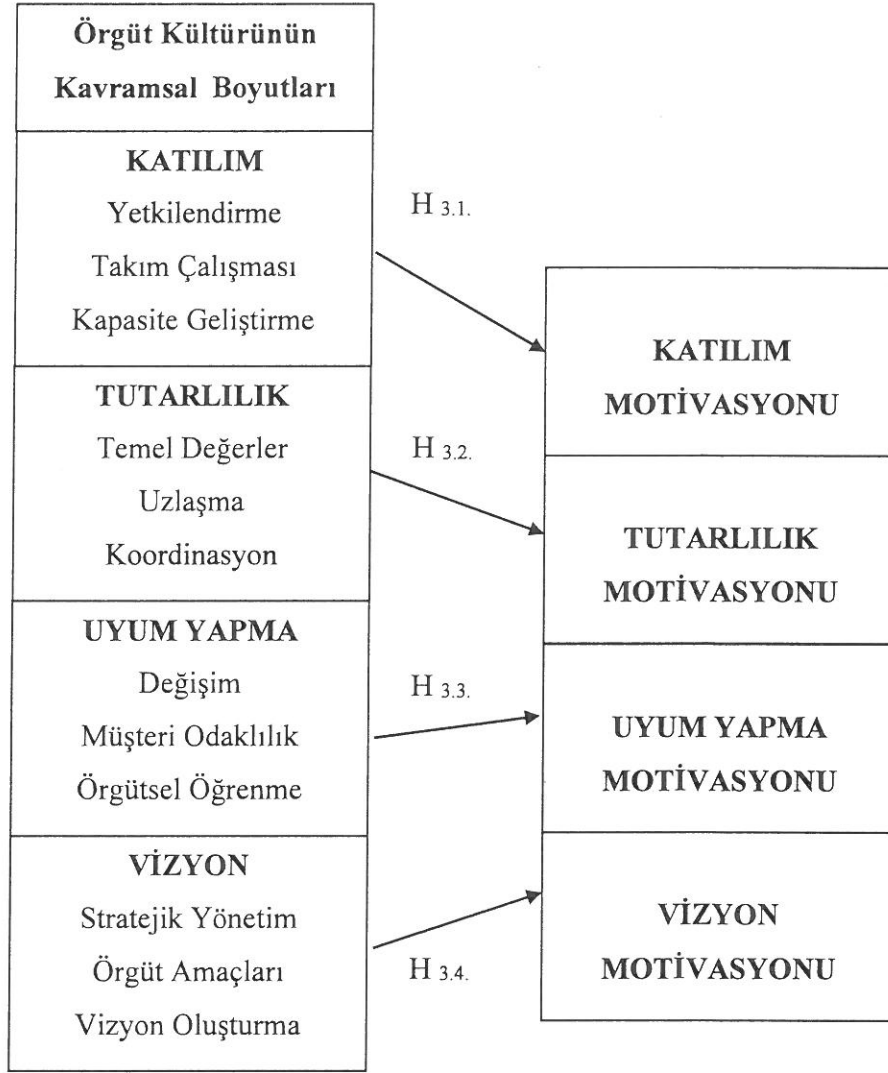 Örgüt Kültürünün
Kavramsal Boyutları
KATILIM
Yetkilendirme
Takım Çalışması
Kapasite Geliştirme
TUTARLILIK
Temel Değerler
Uzlaşma
Koordinasyon
UYUM YAPMA
Değişim
Müşteri Odaklılık
Örgütsel Öğrenme
VİZYON
Stratejik Yönetim
Örgüt Amaçları
Vizyon Oluşturma
H 3.1.
H 3.2.
H 3.3.
H 3.4.
KATILIM
MOTİVASYONU
TUTARLILIK
MOTİVASYONU
UYUM YAPMA
MOTİVASYONU
VİZYON
MOTİVASYONU